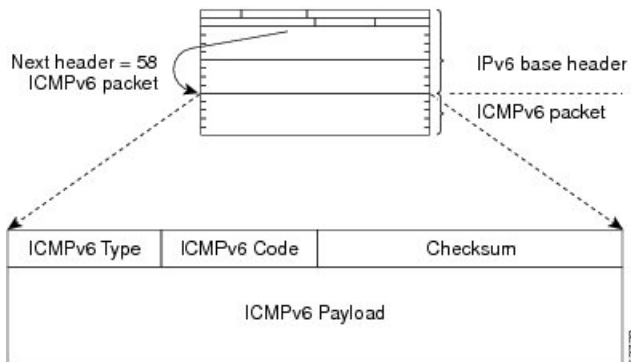 Next header = 58
ICMPv6 packet
IPv6 base header
ICMPv6 packet
ICMPv6 Type
ICMPv6 Code
Checksum
ICMPv6 Payload